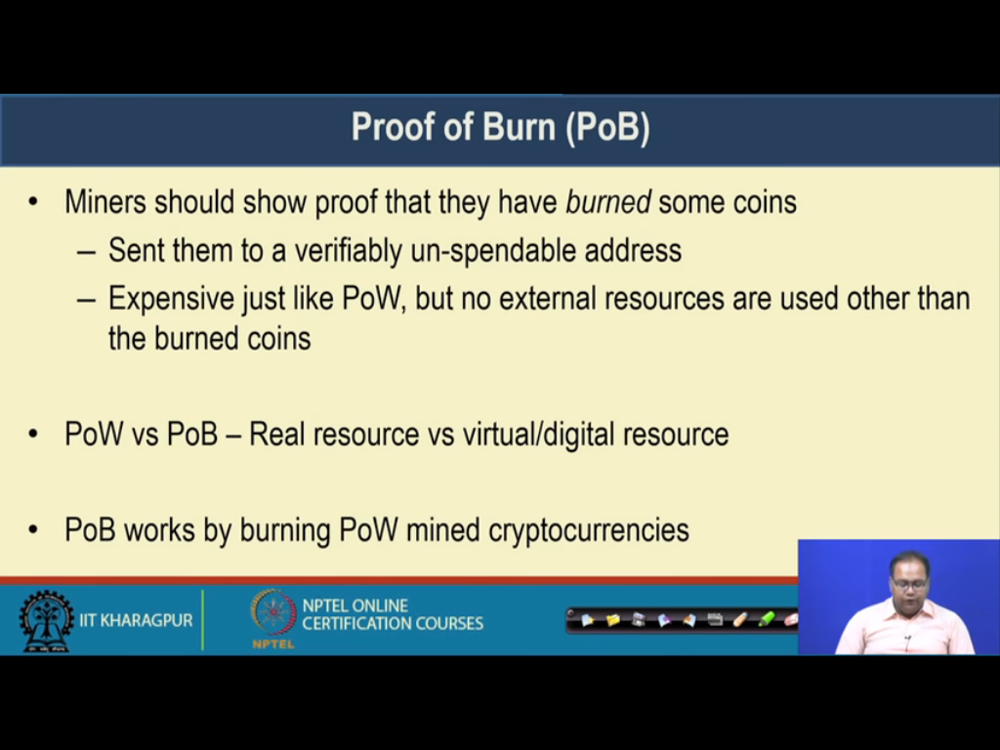 Proof of Burn (PoB)
• Miners should show proof that they have burned some coins
– Sent them to a verifiably un-spendable address
– Expensive just like PoW, but no external resources are used other than
the burned coins
• PoW vs PoB – Real resource vs virtual/digital resource
• PoB works by burning PoW mined cryptocurrencies
IIT KHARAGPUR
NPTEL
NPTEL ONLINE
CERTIFICATION COURSES